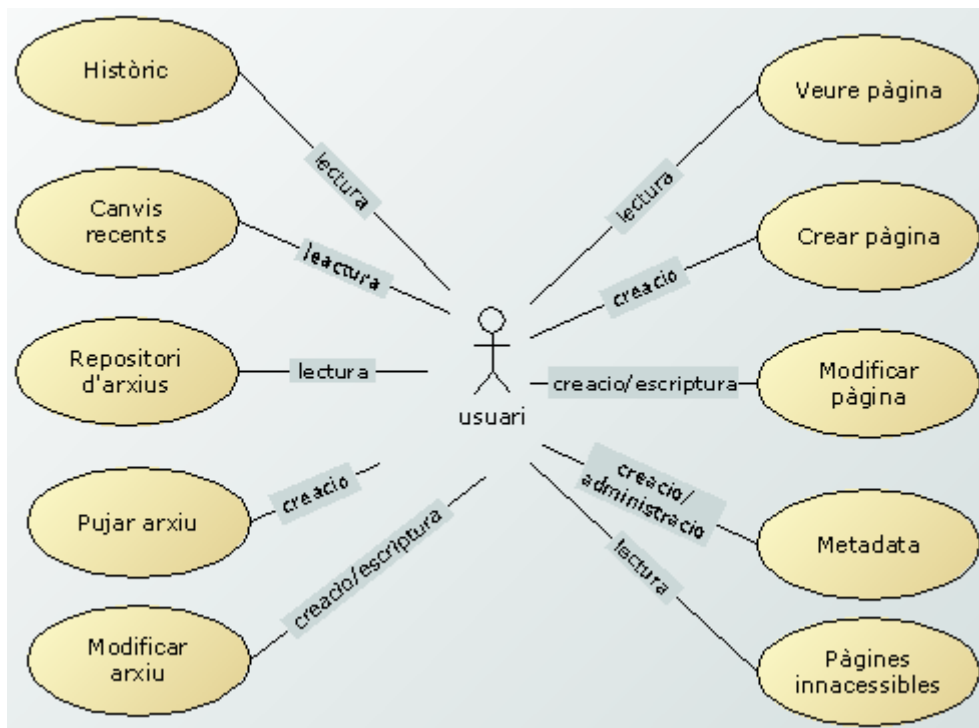 Històric
lectura
Canvis
recents
leactura
Repositori
d'arxius
lectura
Pujar arxiu
creacio
Modificar
arxiu
creacio/escriptura
usuari
Veure pàgina
lectura
Crear pàgina
creacio
Modificar
pàgina
creacio/escriptura
Metadata
creacio/
administràcio
Pàgines
innacessibles
lectura